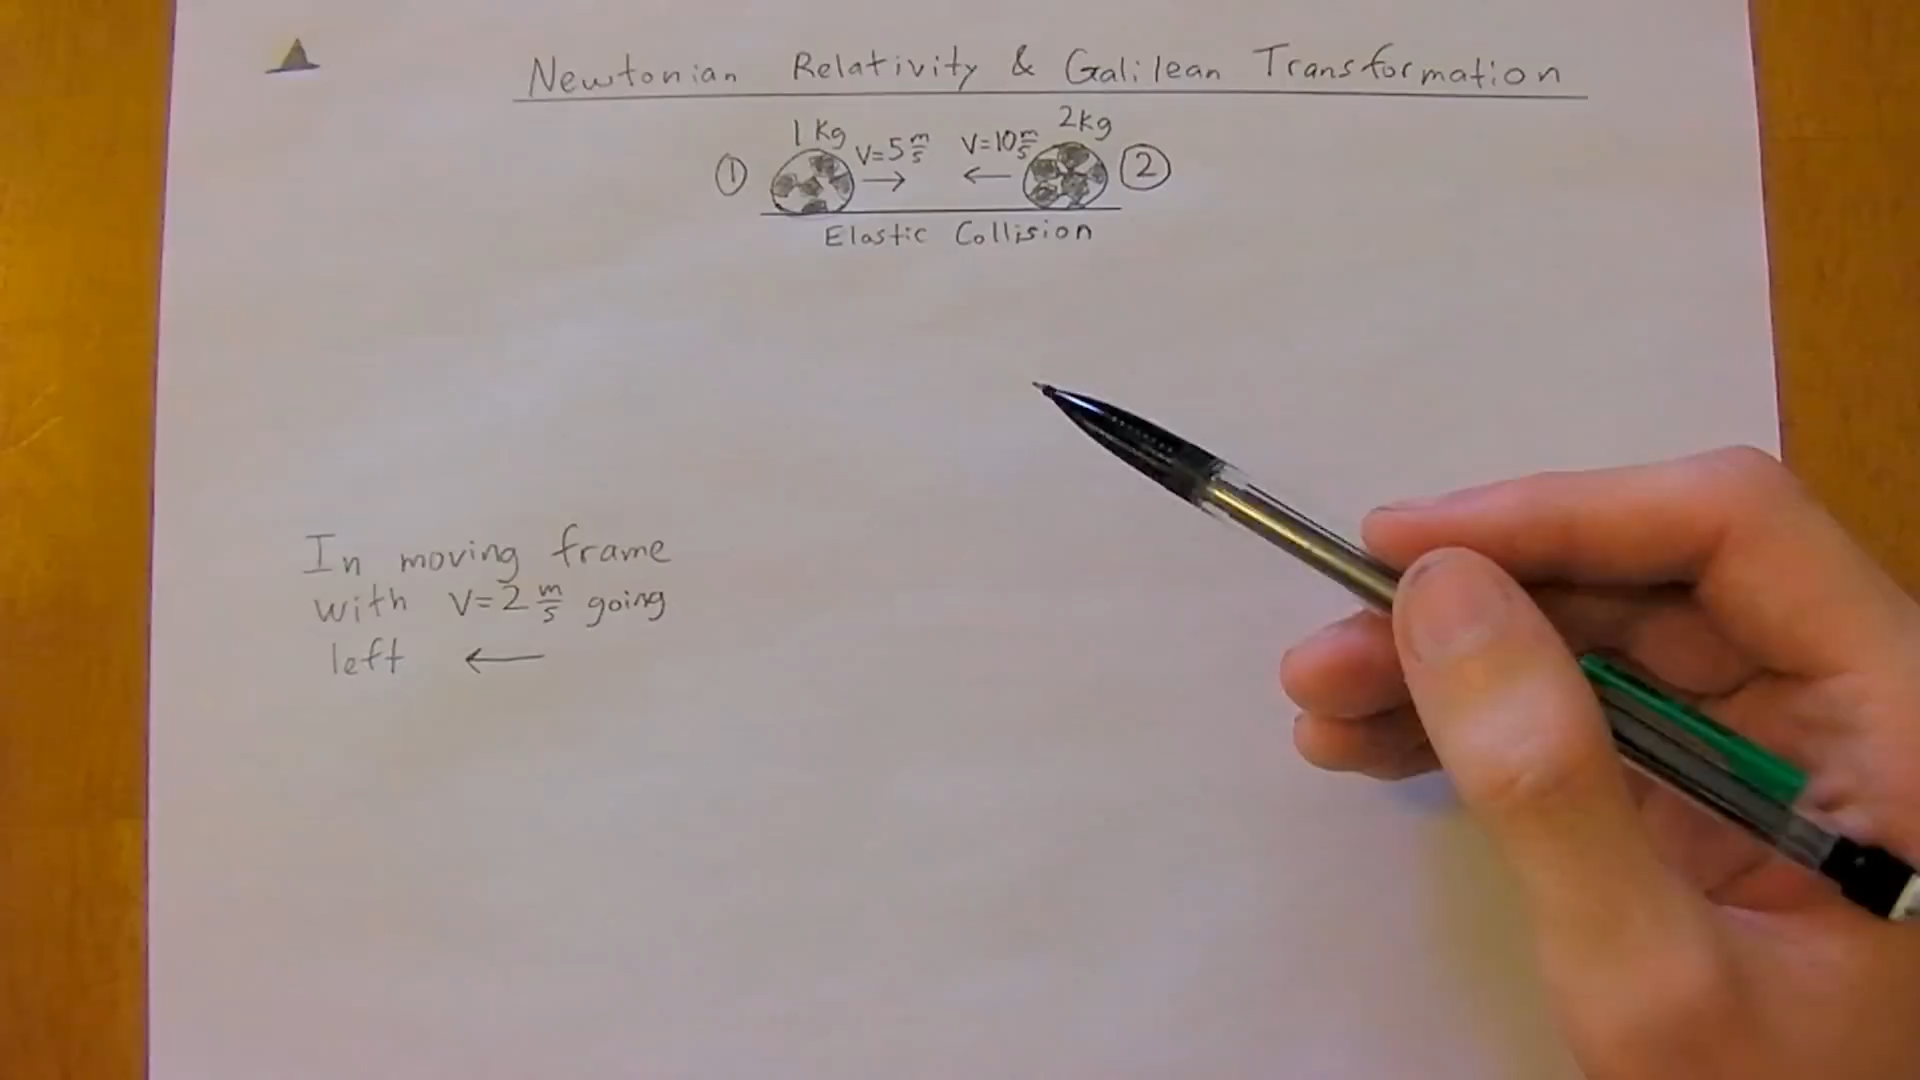 Newtonian Relativity & Galilean Transformation
1 Kg V=5 m/s V=10 m/s 2kg
① ②
Elastic Collision
In moving frame
with V=2 m/s going
left ←